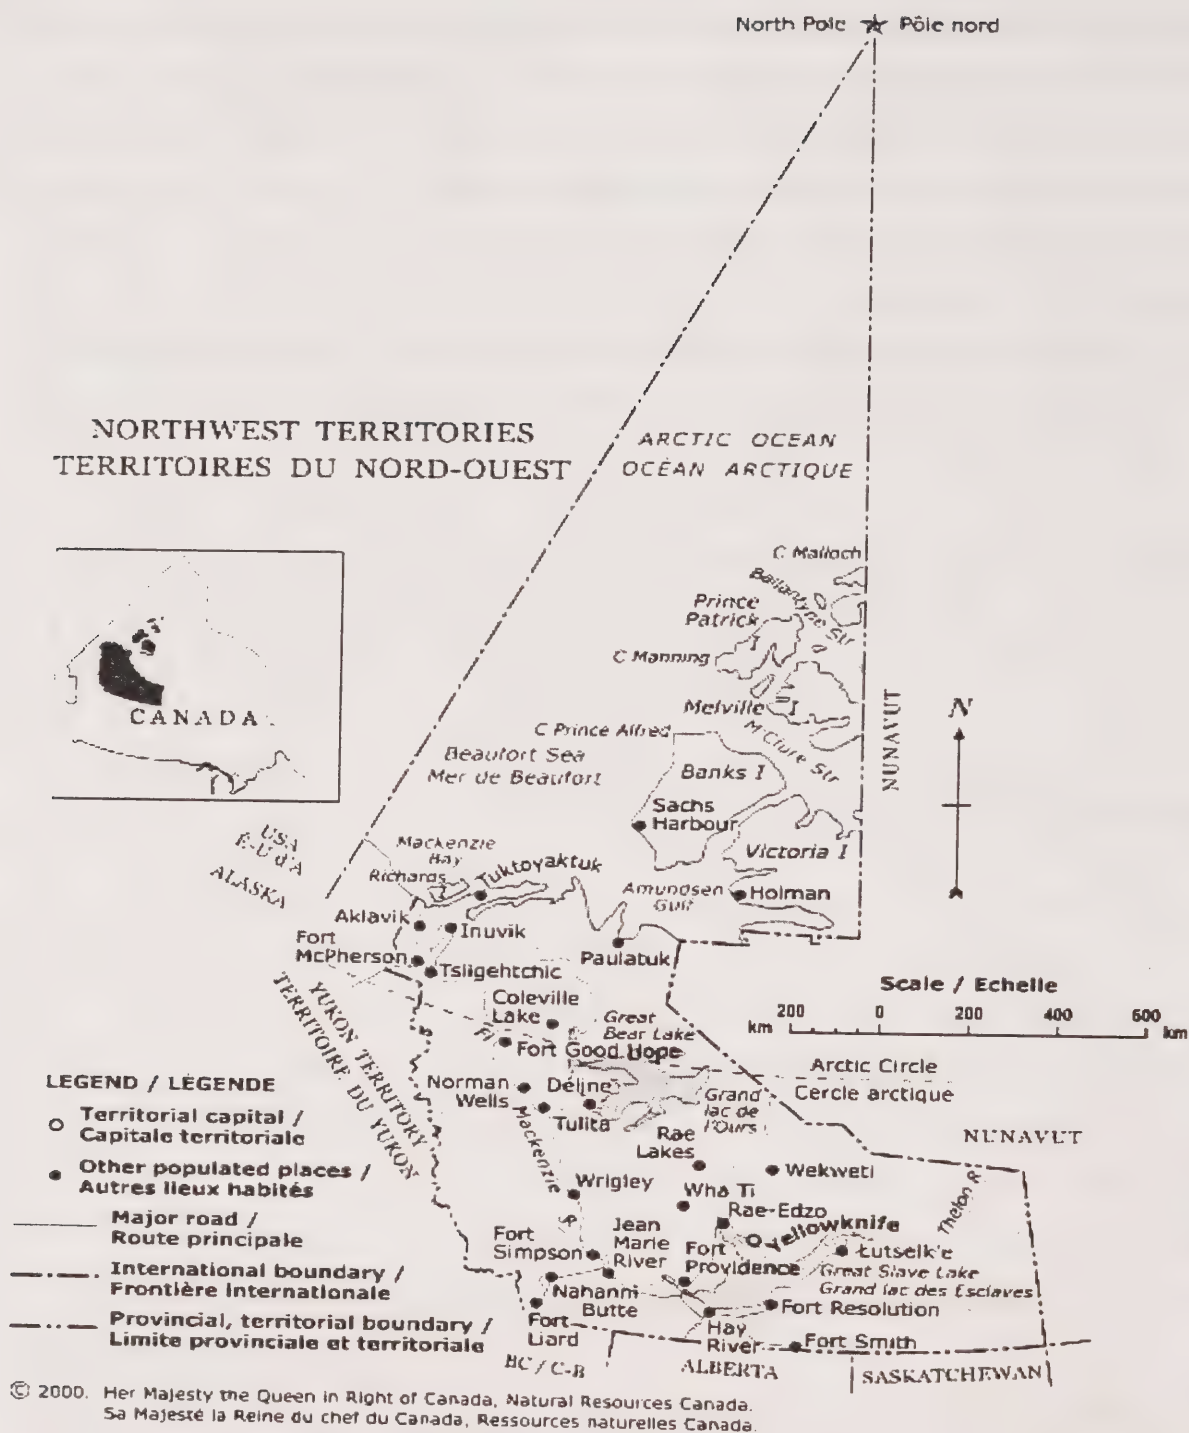 North Pole ★ Pôle nord
NORTHWEST TERRITORIES
TERRITOIRES DU NORD-OUEST
ARCTIC OCEAN
OCÉAN ARCTIQUE
C Malloch
Ballantyne Str
Prince
Patrick
I
C Manning
Melville I
M'Clure Str
C Prince Alfred
Beaufort Sea
Mer de Beaufort
Banks I
Sachs
Harbour
Victoria I
NUNAVUT
N
CANADA
USA
É-U d'A
ALASKA
Mackenzie
Bay
Richards I
Tuktoyaktuk
Amundsen
Gulf
Holman
Aklavik
Inuvik
Fort
McPherson
Tsiigehtchic
Paulatuk
Scale / Echelle
km 200 0 200 400 600 km
YUKON TERRITORY
TERRITOIRE DU YUKON
Coleville
Lake
Great
Bear Lake
Fort Good Hope
Arctic Circle
Cercle arctique
Norman
Wells
Déline
Tulita
Grand
lac de
l'Ours
Mackenzie R
Rae
Lakes
Wekweti
NUNAVUT
Wrigley
Wha Ti
Rae-Edzo
Yellowknife
Thelon R
Fort
Simpson
Jean
Marie
River
Fort
Providence
Łutselk'e
Great Slave Lake
Grand lac des Esclaves
Nahanni
Butte
Fort Resolution
Fort
Liard
Hay
River
Fort Smith
BC / C-B
ALBERTA
SASKATCHEWAN
LEGEND / LÉGENDE
Territorial capital /
Capitale territoriale
Other populated places /
Autres lieux habités
Major road /
Route principale
International boundary /
Frontière internationale
Provincial, territorial boundary /
Limite provinciale et territoriale
© 2000. Her Majesty the Queen in Right of Canada, Natural Resources Canada.
Sa Majesté la Reine du chef du Canada, Ressources naturelles Canada.